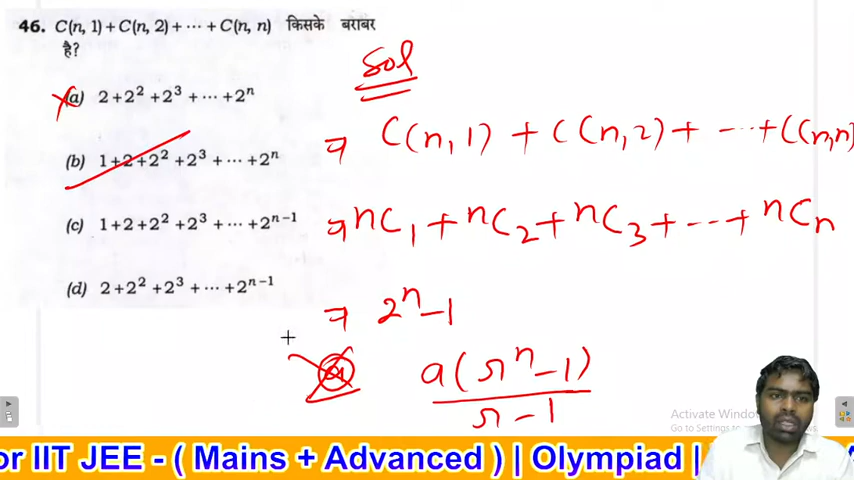 46. C(n, 1) + C(n, 2) + ⋯ + C(n, n) किसके बराबर
है?
(a) 2 + 2² + 2³ + ⋯ + 2ⁿ
(b) 1 + 2 + 2² + 2³ + ⋯ + 2ⁿ
(c) 1 + 2 + 2² + 2³ + ⋯ + 2ⁿ⁻¹
(d) 2 + 2² + 2³ + ⋯ + 2ⁿ⁻¹
Sol
⇒ C(n, 1) + C(n, 2) + ⋯ + C(n, n)
⇒ nC₁ + nC₂ + nC₃ + ⋯ + nCn
⇒ 2ⁿ - 1
a(rⁿ - 1)
r - 1
Activate Windo
Go to Settings to
or IIT JEE - ( Mains + Advanced ) | Olympiad |